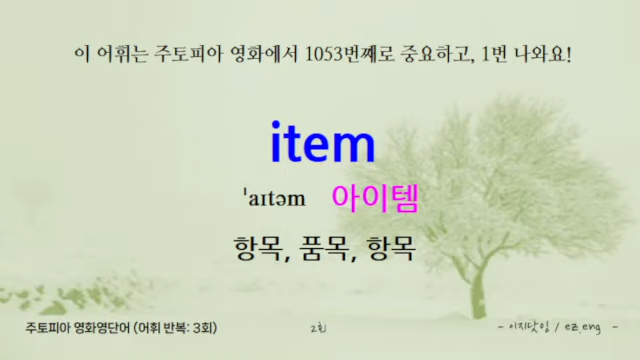 이 어휘는 주토피아 영화에서 1053번째로 중요하고, 1번 나와요!
item
ˈaɪtəm 아이템
항목, 품목, 항목
주토피아 영화영단어 (어휘 반복: 3회)
2회
- 이지닷잉 / ez.eng -